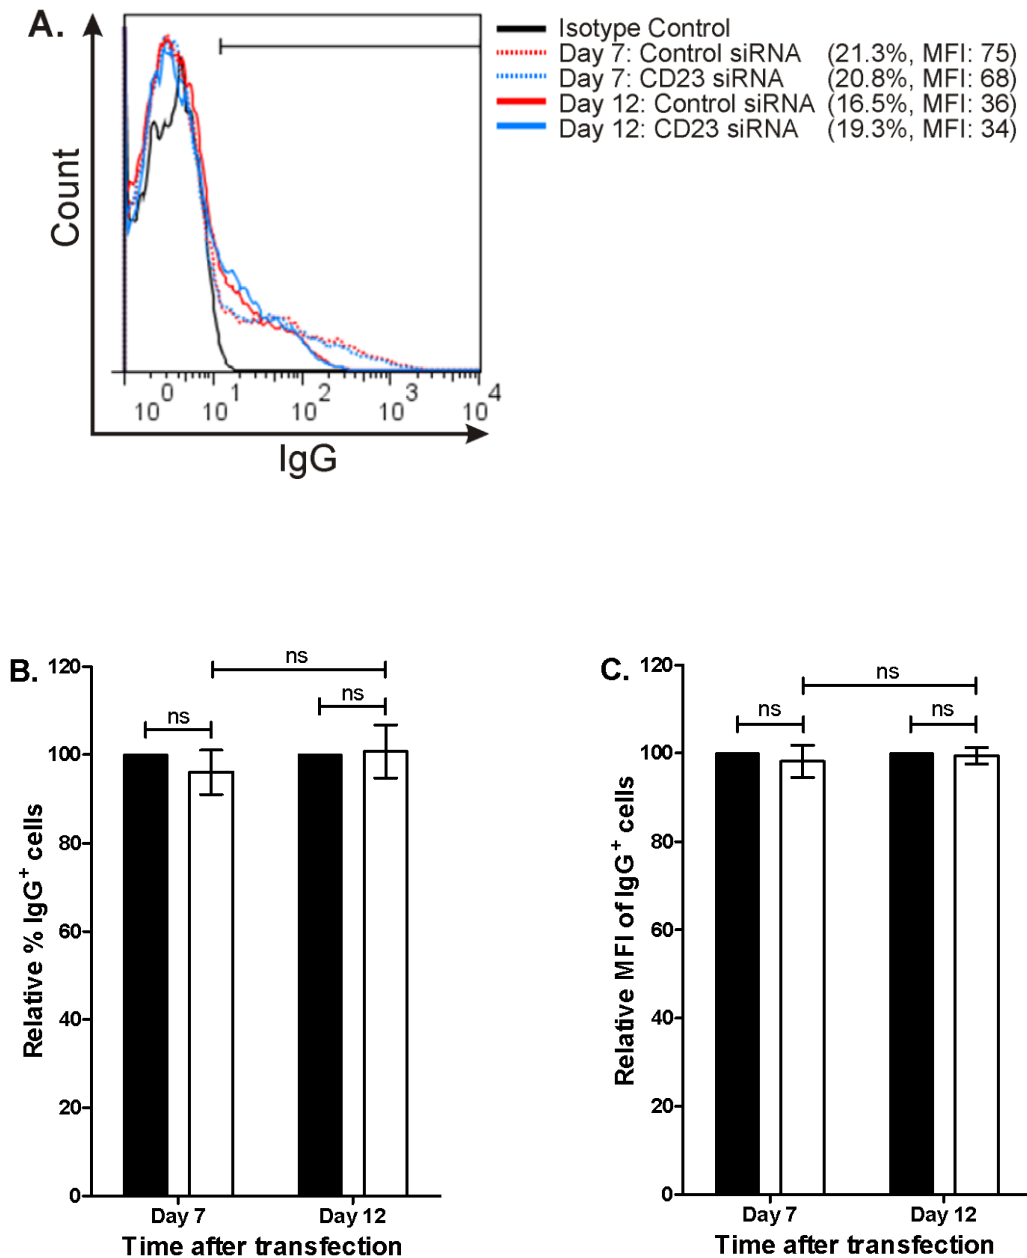 A.
Isotype Control
Day 7: Control siRNA (21.3%, MFI: 75)
Day 7: CD23 siRNA (20.8%, MFI: 68)
Day 12: Control siRNA (16.5%, MFI: 36)
Day 12: CD23 siRNA (19.3%, MFI: 34)
Count
10^0 10^1 10^2 10^3 10^4
IgG
B.
120
100
80
60
40
20
0
ns
ns
ns
Relative % IgG⁺ cells
Day 7 Day 12
Time after transfection
C.
120
100
80
60
40
20
0
ns
ns
ns
Relative MFI of IgG⁺ cells
Day 7 Day 12
Time after transfection